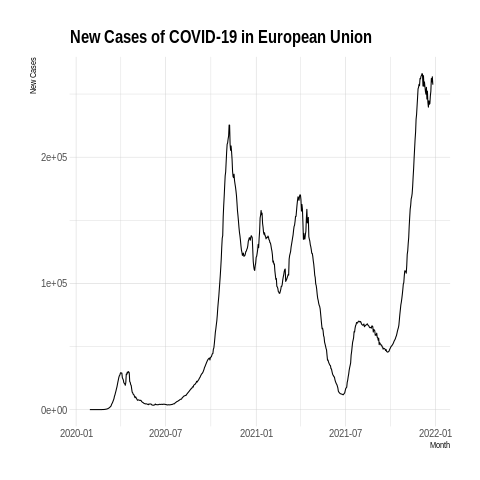 New Cases of COVID-19 in European Union
New Cases
2e+05
1e+05
0e+00
2020-01 2020-07 2021-01 2021-07 2022-01
Month